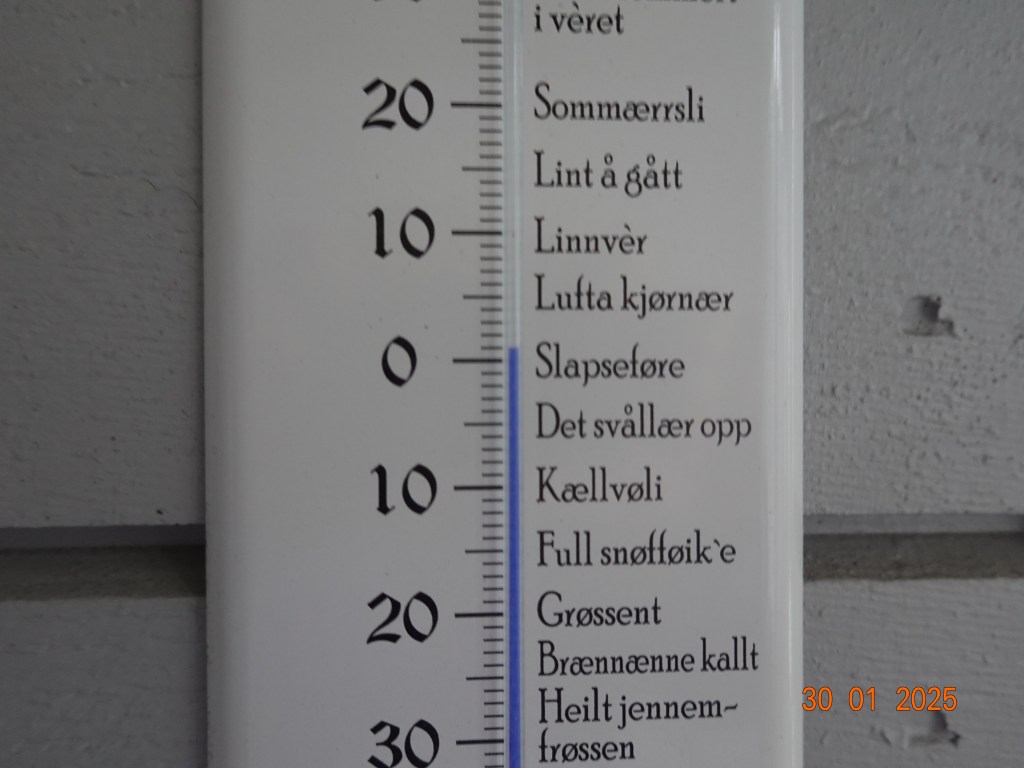 i vèret
20 Sommærrsli
Lint å gått
10 Linnvèr
Lufta kjørnær
0 Slapseføre
Det svållær opp
10 Kællvøli
Full snøfføik`e
20 Grøssent
Brænnænne kallt
Heilt jennem~
30 frøssen
30 01 2025